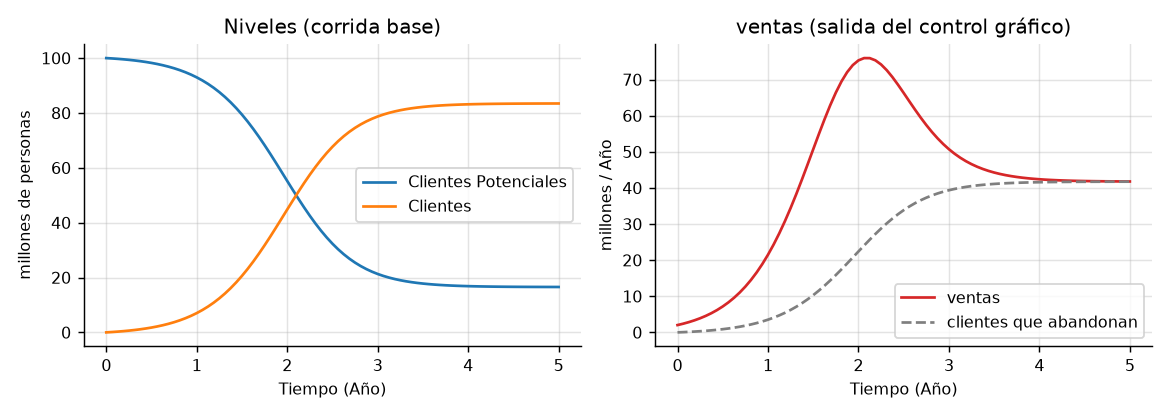 Niveles (corrida base)
millones de personas
100
80
60
40
20
0
Clientes Potenciales
Clientes
0 1 2 3 4 5
Tiempo (Año)
ventas (salida del control gráfico)
millones / Año
70
60
50
40
30
20
10
0
ventas
clientes que abandonan
0 1 2 3 4 5
Tiempo (Año)